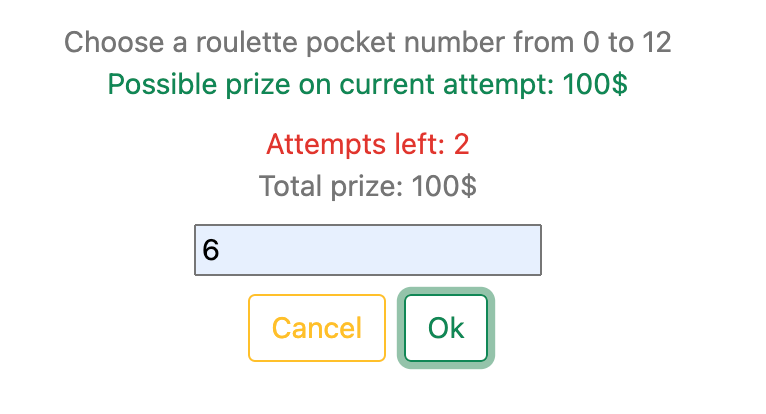 Choose a roulette pocket number from 0 to 12
Possible prize on current attempt: 100$
Attempts left: 2
Total prize: 100$
6
Cancel Ok